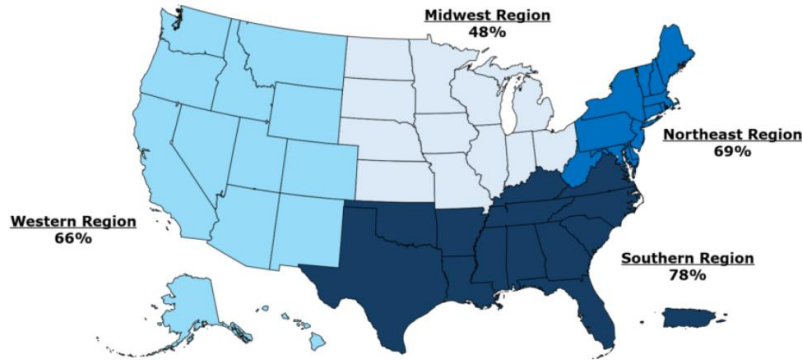 Midwest Region
48%
Northeast Region
69%
Western Region
66%
Southern Region
78%